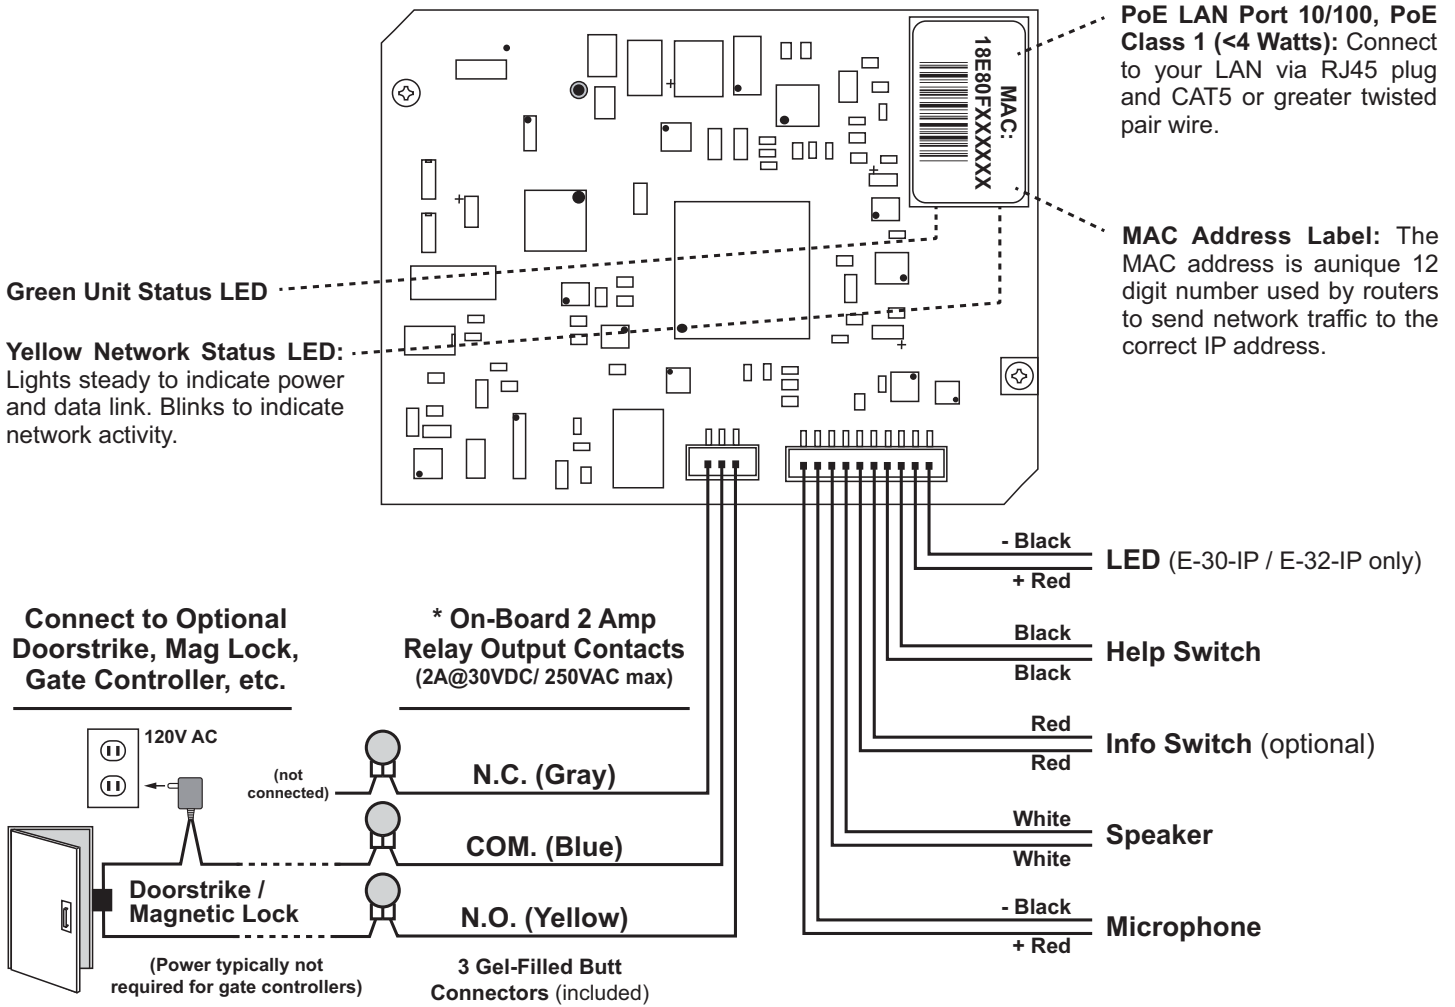 PoE LAN Port 10/100, PoE
Class 1 (<4 Watts): Connect
to your LAN via RJ45 plug
and CAT5 or greater twisted
pair wire.
MAC:
18E80FXXXXXX
MAC Address Label: The
MAC address is aunique 12
digit number used by routers
to send network traffic to the
correct IP address.
Green Unit Status LED
Yellow Network Status LED:
Lights steady to indicate power
and data link. Blinks to indicate
network activity.
- Black
+ Red
LED (E-30-IP / E-32-IP only)
Black
Black
Help Switch
Red
Red
Info Switch (optional)
White
White
Speaker
- Black
+ Red
Microphone
Connect to Optional
Doorstrike, Mag Lock,
Gate Controller, etc.
* On-Board 2 Amp
Relay Output Contacts
(2A@30VDC/ 250VAC max)
120V AC
(not
connected)
N.C. (Gray)
COM. (Blue)
Doorstrike /
Magnetic Lock
N.O. (Yellow)
(Power typically not
required for gate controllers)
3 Gel-Filled Butt
Connectors (included)